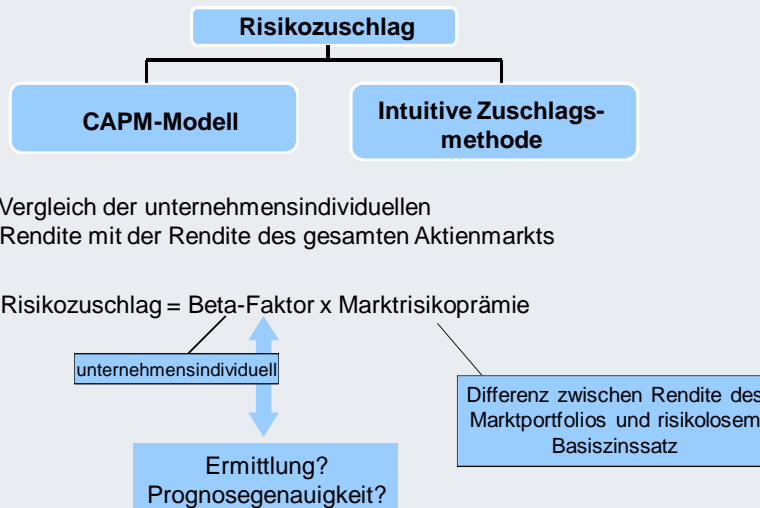 Risikozuschlag
CAPM-Modell
Intuitive Zuschlags-
methode
Vergleich der unternehmensindividuellen
Rendite mit der Rendite des gesamten Aktienmarkts
Risikozuschlag = Beta-Faktor x Marktrisikoprämie
unternehmensindividuell
Differenz zwischen Rendite des
Marktportfolios und risikolosem
Basiszinssatz
Ermittlung?
Prognosegenauigkeit?